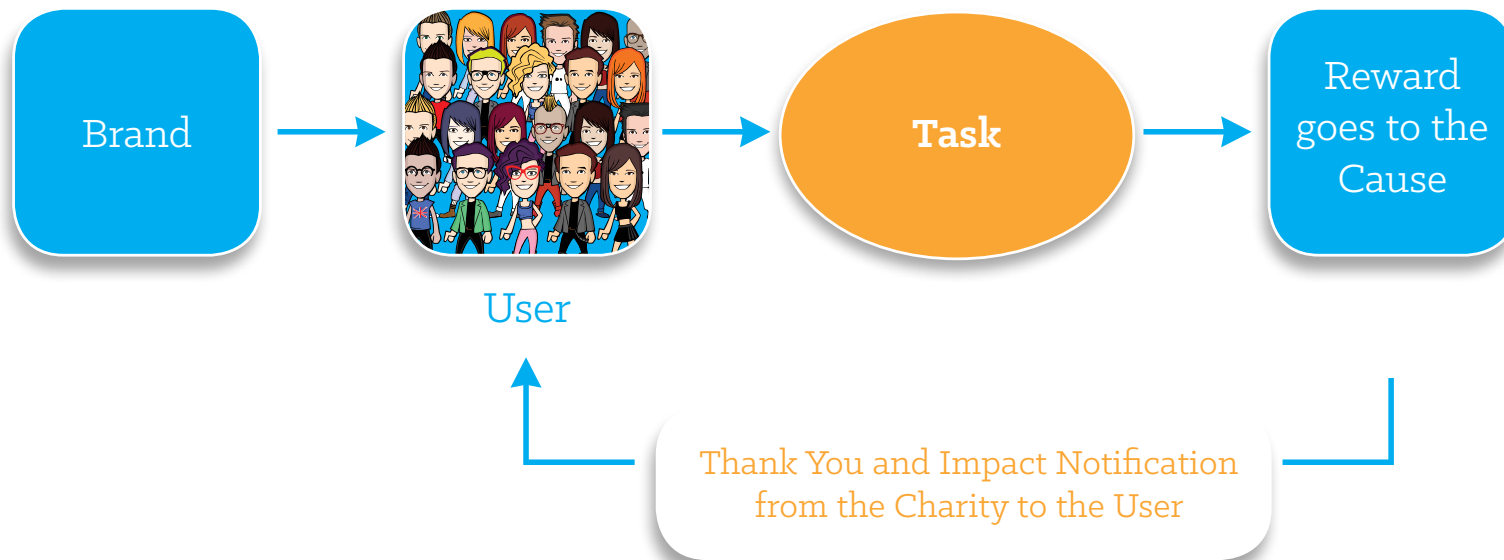 Brand
Task
Reward
goes to the
Cause
User
Thank You and Impact Notification
from the Charity to the User